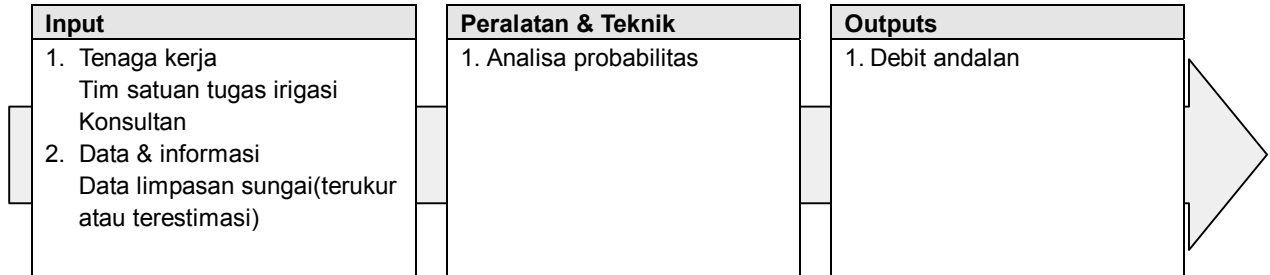 Input
1. Tenaga kerja
Tim satuan tugas irigasi
Konsultan
2. Data & informasi
Data limpasan sungai(terukur
atau terestimasi)
Peralatan & Teknik
1. Analisa probabilitas
Outputs
1. Debit andalan